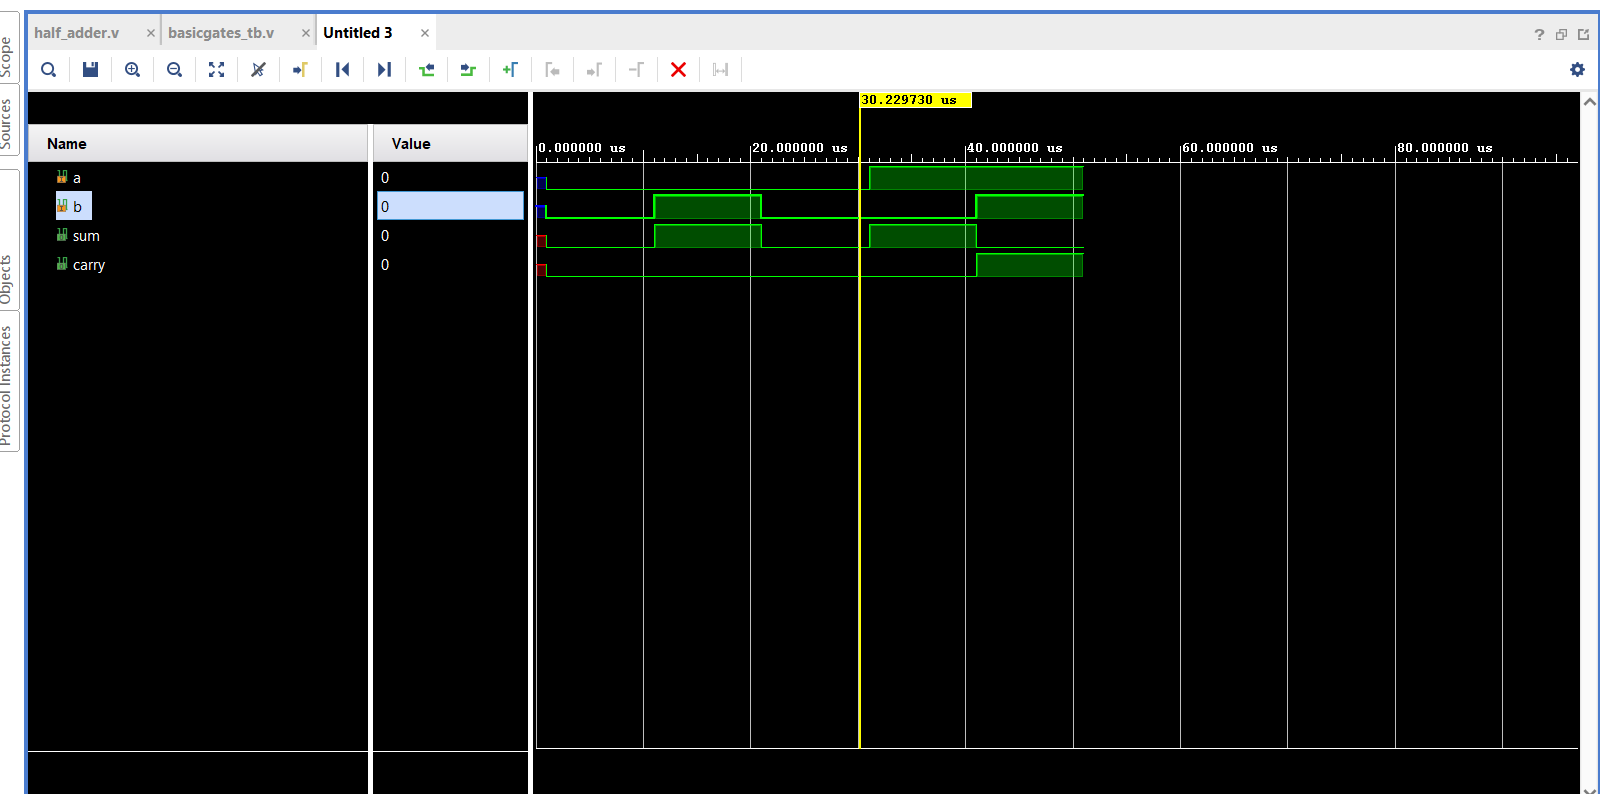 half_adder.v
basicgates_tb.v
Untitled 3
Scope
Sources
Objects
Protocol Instances
30.229730 us
Name
Value
0.000000 us
20.000000 us
40.000000 us
60.000000 us
80.000000 us
a
0
b
0
sum
0
carry
0